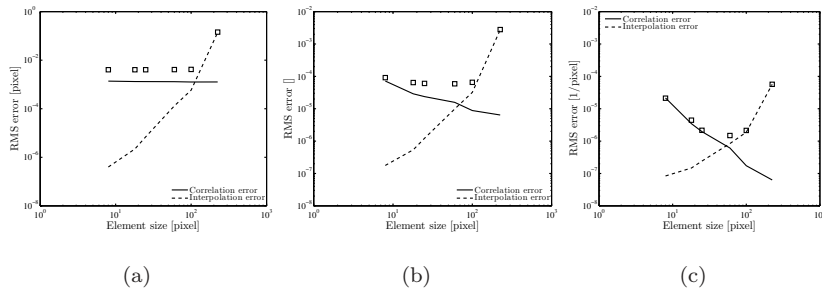 10⁰
10⁻²
10⁻⁴
10⁻⁶
10⁻⁸
RMS error [pixel]
Correlation error
Interpolation error
10⁰ 10¹ 10² 10³
Element size [pixel]
(a)
10⁻²
10⁻³
10⁻⁴
10⁻⁵
10⁻⁶
10⁻⁷
10⁻⁸
RMS error []
Correlation error
Interpolation error
10⁰ 10¹ 10² 10³
Element size [pixel]
(b)
10⁻²
10⁻³
10⁻⁴
10⁻⁵
10⁻⁶
10⁻⁷
10⁻⁸
RMS error [1/pixel]
Correlation error
Interpolation error
10⁰ 10¹ 10² 10
Element size [pixel]
(c)